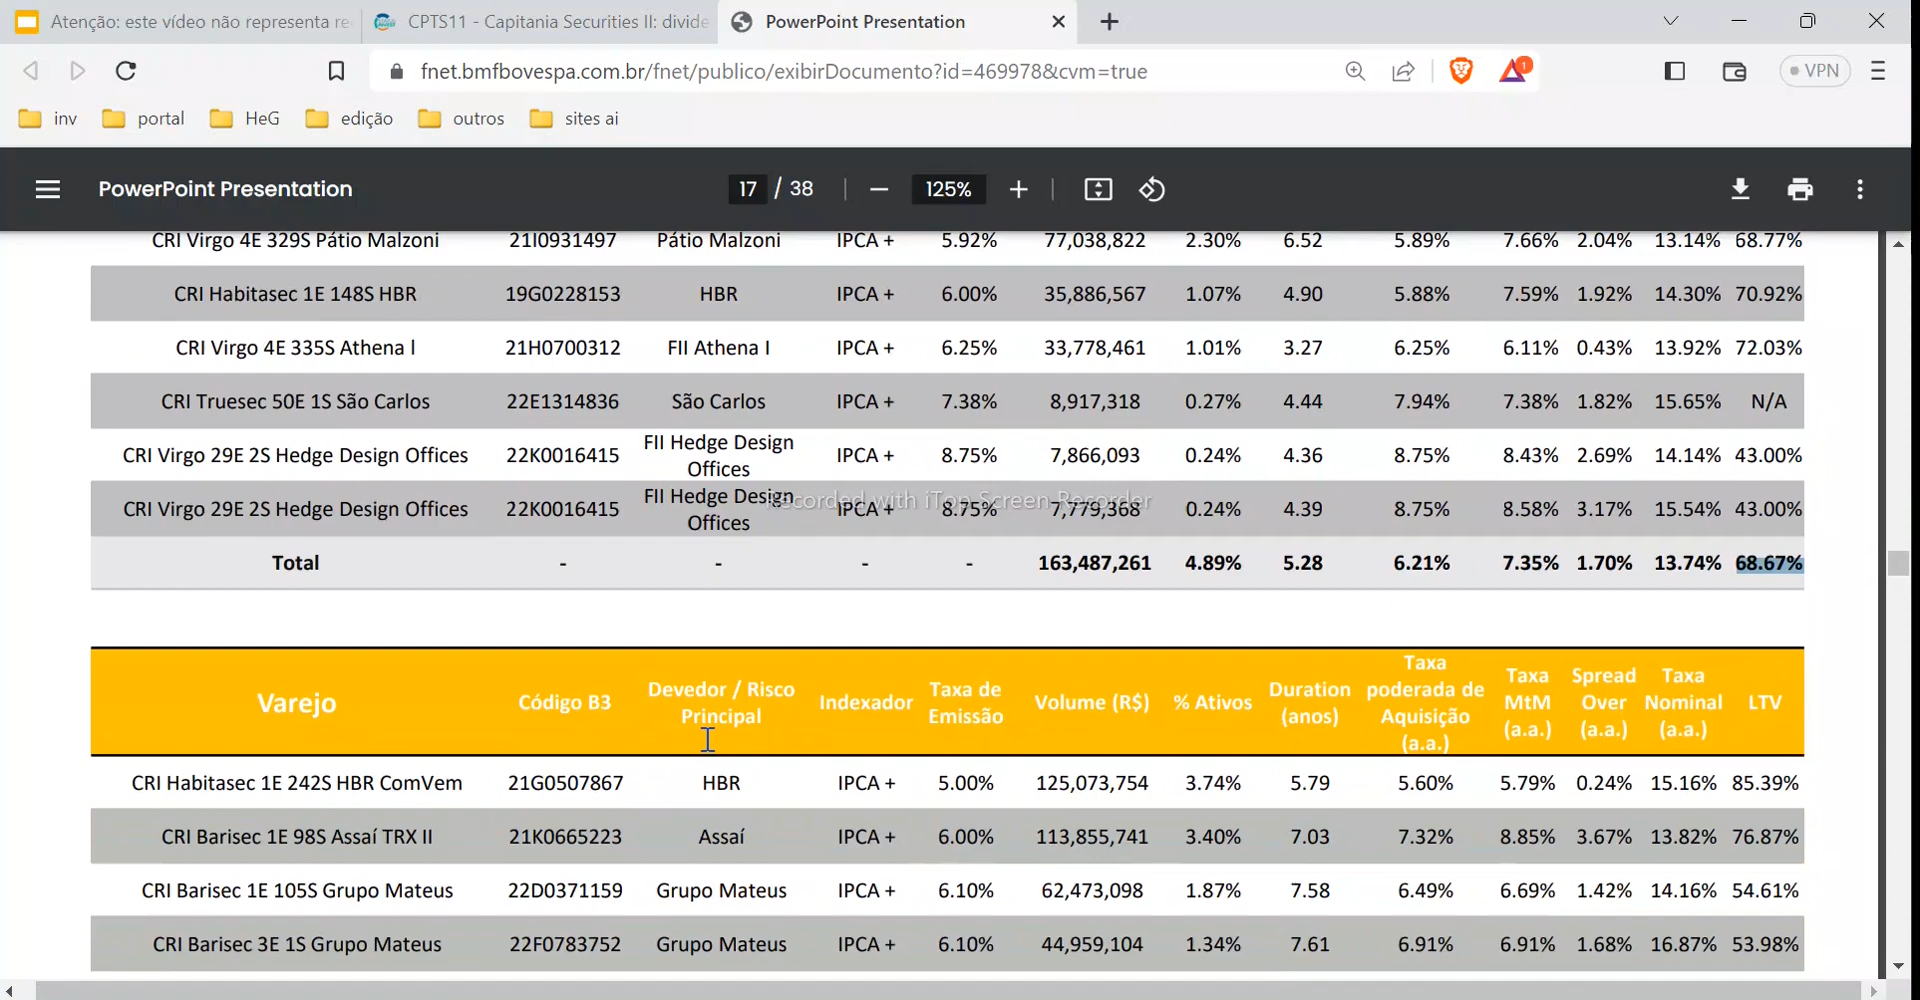 Atenção: este vídeo não representa re
CPTS11 - Capitania Securities II: divide
PowerPoint Presentation
fnet.bmfbovespa.com.br/fnet/publico/exibirDocumento?id=469978&cvm=true
1
VPN
inv portal HeG edição outros sites ai
PowerPoint Presentation
17 / 38
125%
CRI Virgo 4E 329S Pátio Malzoni 21I0931497 Pátio Malzoni IPCA + 5.92% 77,038,822 2.30% 6.52 5.89% 7.66% 2.04% 13.14% 68.77%
CRI Habitasec 1E 148S HBR 19G0228153 HBR IPCA + 6.00% 35,886,567 1.07% 4.90 5.88% 7.59% 1.92% 14.30% 70.92%
CRI Virgo 4E 335S Athena l 21H0700312 FII Athena I IPCA + 6.25% 33,778,461 1.01% 3.27 6.25% 6.11% 0.43% 13.92% 72.03%
CRI Truesec 50E 1S São Carlos 22E1314836 São Carlos IPCA + 7.38% 8,917,318 0.27% 4.44 7.94% 7.38% 1.82% 15.65% N/A
CRI Virgo 29E 2S Hedge Design Offices 22K0016415 FII Hedge Design Offices IPCA + 8.75% 7,866,093 0.24% 4.36 8.75% 8.43% 2.69% 14.14% 43.00%
CRI Virgo 29E 2S Hedge Design Offices 22K0016415 FII Hedge Design Offices IPCA + 8.75% 7,779,368 0.24% 4.39 8.75% 8.58% 3.17% 15.54% 43.00%
Recorded with iTop Screen Recorder
Total - - - - 163,487,261 4.89% 5.28 6.21% 7.35% 1.70% 13.74% 68.67%
Varejo Código B3 Devedor / Risco Principal Indexador Taxa de Emissão Volume (R$) % Ativos Duration (anos) Taxa poderada de Aquisição (a.a.) Taxa MtM (a.a.) Spread Over (a.a.) Taxa Nominal (a.a.) LTV
CRI Habitasec 1E 242S HBR ComVem 21G0507867 HBR IPCA + 5.00% 125,073,754 3.74% 5.79 5.60% 5.79% 0.24% 15.16% 85.39%
CRI Barisec 1E 98S Assaí TRX II 21K0665223 Assaí IPCA + 6.00% 113,855,741 3.40% 7.03 7.32% 8.85% 3.67% 13.82% 76.87%
CRI Barisec 1E 105S Grupo Mateus 22D0371159 Grupo Mateus IPCA + 6.10% 62,473,098 1.87% 7.58 6.49% 6.69% 1.42% 14.16% 54.61%
CRI Barisec 3E 1S Grupo Mateus 22F0783752 Grupo Mateus IPCA + 6.10% 44,959,104 1.34% 7.61 6.91% 6.91% 1.68% 16.87% 53.98%